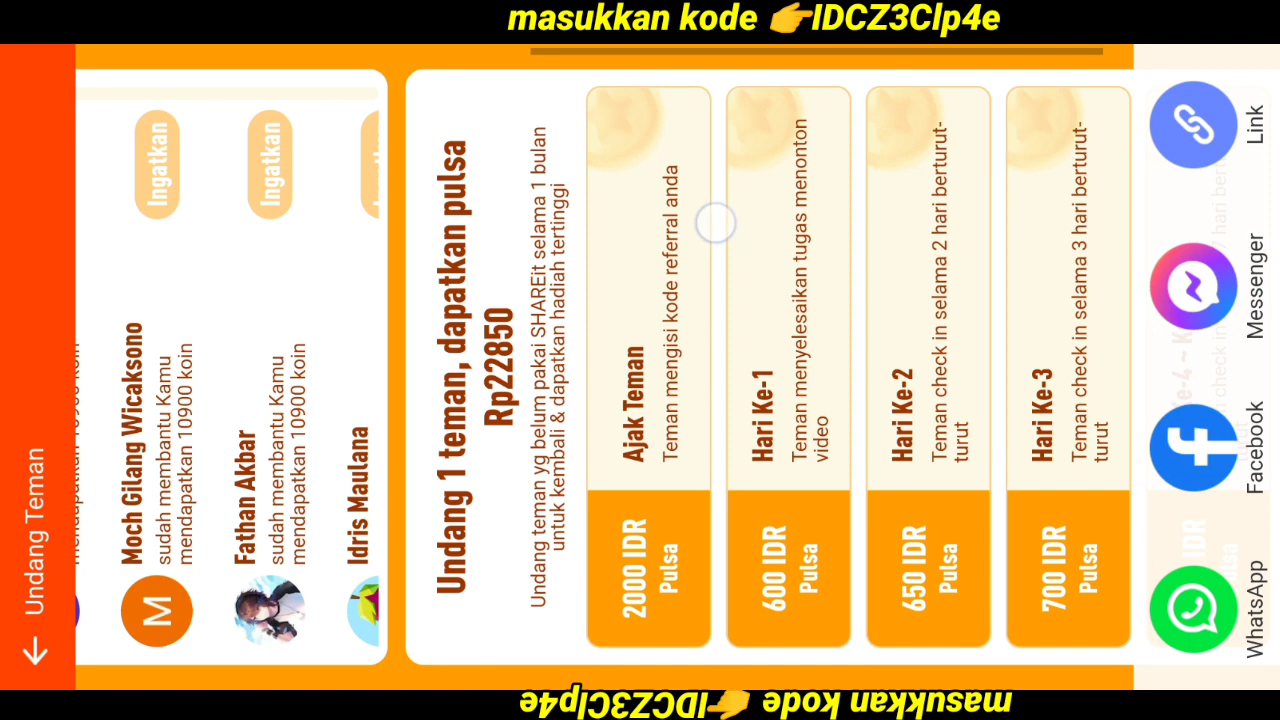 masukkan kode 👉IDCZ3Clp4e
← Undang Teman
Moch Gilang Wicaksono
sudah membantu Kamu
mendapatkan 10900 koin
Ingatkan
M
Fathan Akbar
sudah membantu Kamu
mendapatkan 10900 koin
Ingatkan
Idris Maulana
Undang 1 teman, dapatkan pulsa
Rp22850
Undang teman yg belum pakai SHAREit selama 1 bulan
untuk kembali & dapatkan hadiah tertinggi
2000 IDR
Pulsa
Ajak Teman
Teman mengisi kode referral anda
600 IDR
Pulsa
Hari Ke-1
Teman menyelesaikan tugas menonton
video
650 IDR
Pulsa
Hari Ke-2
Teman check in selama 2 hari berturut-
turut
700 IDR
Pulsa
Hari Ke-3
Teman check in selama 3 hari berturut-
turut
WhatsApp
Facebook
Messenger
Link
masukkan kode 👉IDCZ3Clp4e